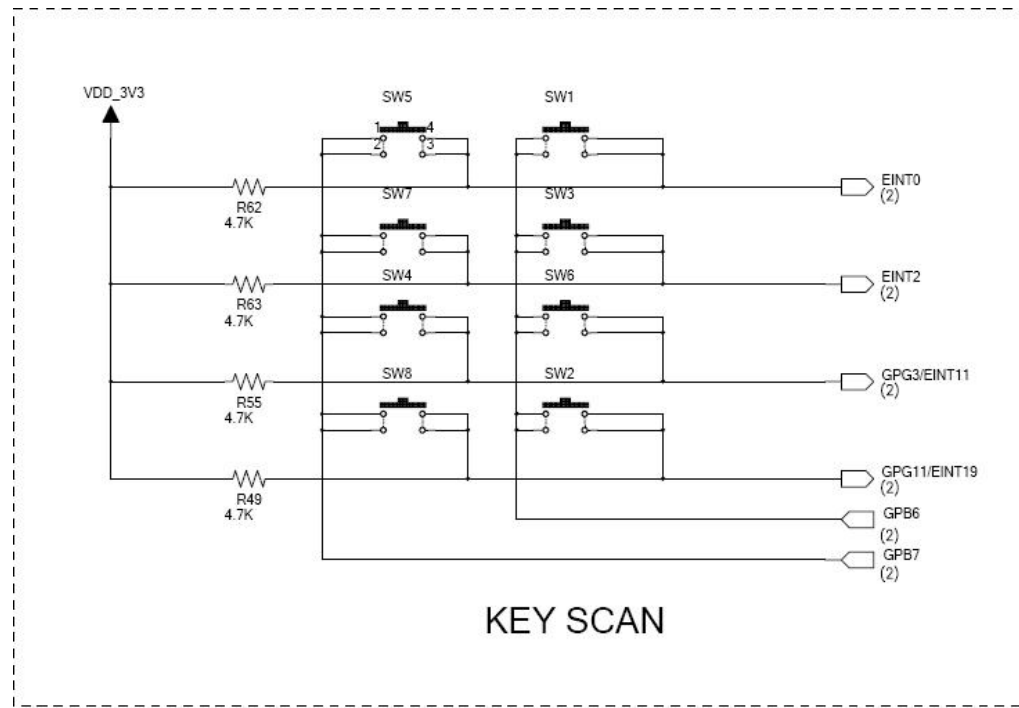 VDD_3V3
SW5
SW1
1 4
2 3
EINT0
(2)
R62
4.7K
SW7
SW3
EINT2
(2)
R63
4.7K
SW4
SW6
GPG3/EINT11
(2)
R55
4.7K
SW8
SW2
GPG11/EINT19
(2)
R49
4.7K
GPB6
(2)
GPB7
(2)
KEY SCAN